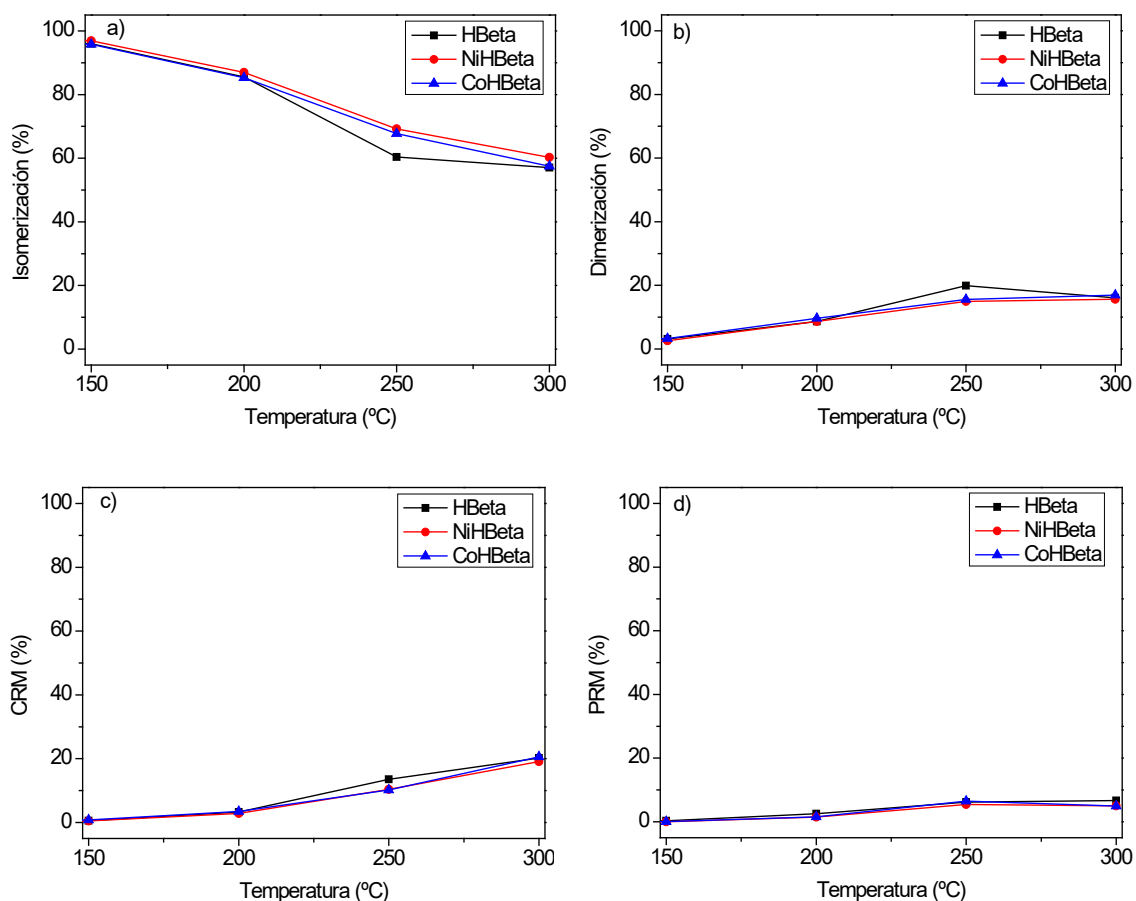 a)
HBeta
NiHBeta
CoHBeta
100
80
60
40
20
0
Isomerización (%)
150 200 250 300
Temperatura (ºC)
b)
HBeta
NiHBeta
CoHBeta
100
80
60
40
20
0
Dimerización (%)
150 200 250 300
Temperatura (ºC)
c)
HBeta
NiHBeta
CoHBeta
100
80
60
40
20
0
CRM (%)
150 200 250 300
Temperatura (ºC)
d)
HBeta
NiHBeta
CoHBeta
100
80
60
40
20
0
PRM (%)
150 200 250 300
Temperatura (ºC)